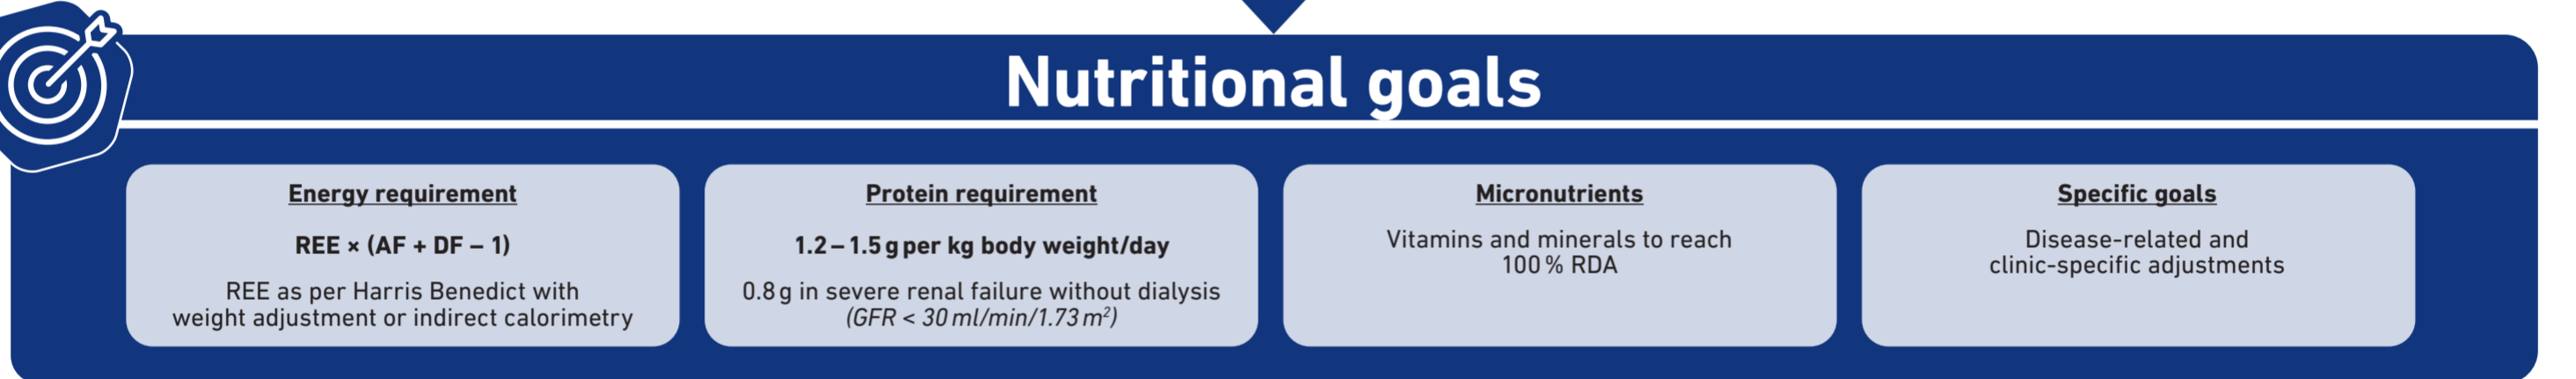 Nutritional goals
Energy requirement
REE × (AF + DF – 1)
REE as per Harris Benedict with
weight adjustment or indirect calorimetry
Protein requirement
1.2 – 1.5 g per kg body weight/day
0.8 g in severe renal failure without dialysis
(GFR < 30 ml/min/1.73 m²)
Micronutrients
Vitamins and minerals to reach
100 % RDA
Specific goals
Disease-related and
clinic-specific adjustments